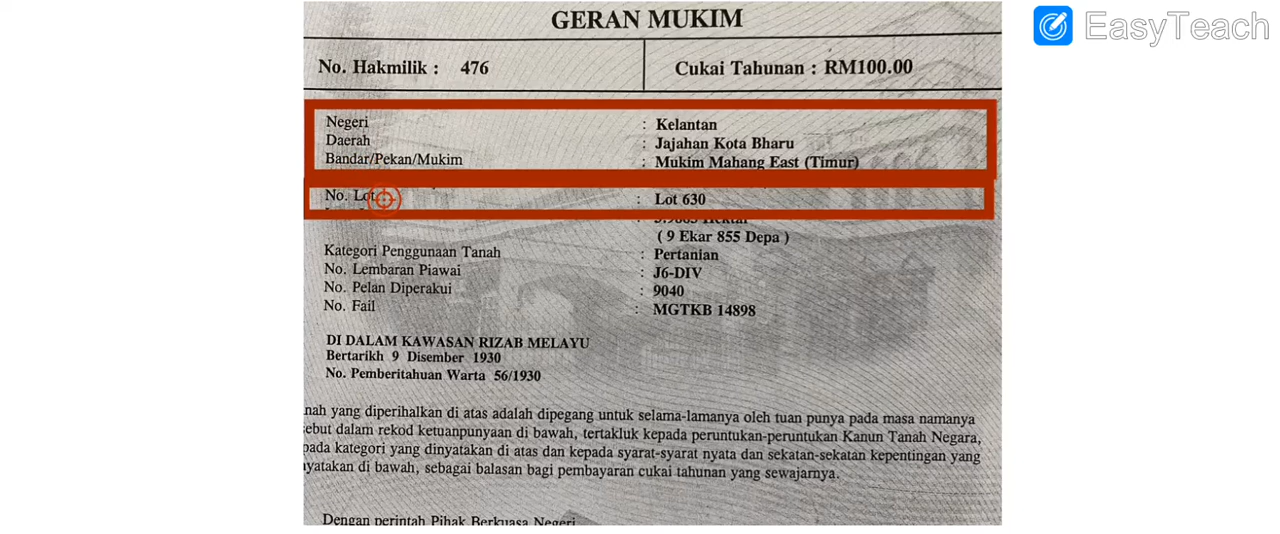 GERAN MUKIM
EasyTeach
No. Hakmilik : 476
Cukai Tahunan : RM100.00
Negeri : Kelantan
Daerah : Jajahan Kota Bharu
Bandar/Pekan/Mukim : Mukim Mahang East (Timur)
No. Lot : Lot 630
Hektar
( 9 Ekar 855 Depa )
Kategori Penggunaan Tanah : Pertanian
No. Lembaran Piawai : J6-DIV
No. Pelan Diperakui : 9040
No. Fail : MGTKB 14898
DI DALAM KAWASAN RIZAB MELAYU
Bertarikh 9 Disember 1930
No. Pemberitahuan Warta 56/1930
nah yang diperihalkan di atas adalah dipegang untuk selama-lamanya oleh tuan punya pada masa namanya
ebut dalam rekod ketuanpunyaan di bawah, tertakluk kepada peruntukan-peruntukan Kanun Tanah Negara,
pada kategori yang dinyatakan di atas dan kepada syarat-syarat nyata dan sekatan-sekatan kepentingan yang
yatakan di bawah, sebagai balasan bagi pembayaran cukai tahunan yang sewajarnya.
Dengan perintah Pihak Berkuasa Negeri